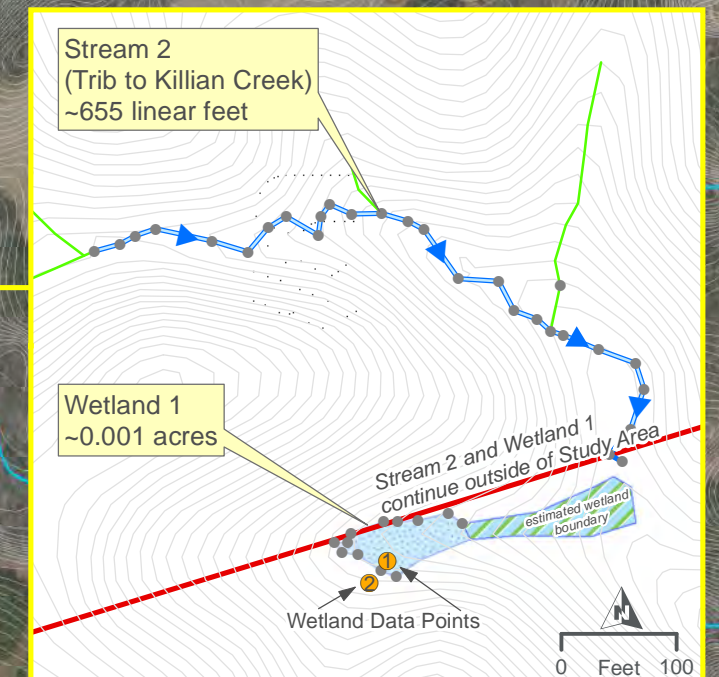 Stream 2
(Trib to Killian Creek)
~655 linear feet
Wetland 1
~0.001 acres
Stream 2 and Wetland 1
continue outside of Study Area
estimated wetland
boundary
1
2
Wetland Data Points
N
0 Feet 100